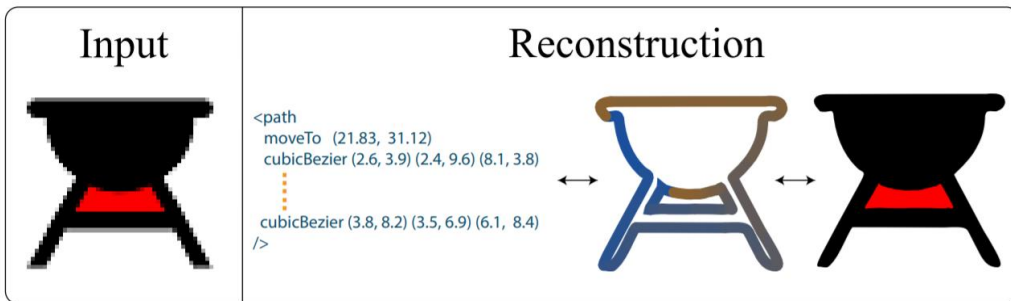 Input
Reconstruction
<path
moveTo (21.83, 31.12)
cubicBezier (2.6, 3.9) (2.4, 9.6) (8.1, 3.8)
cubicBezier (3.8, 8.2) (3.5, 6.9) (6.1, 8.4)
/>